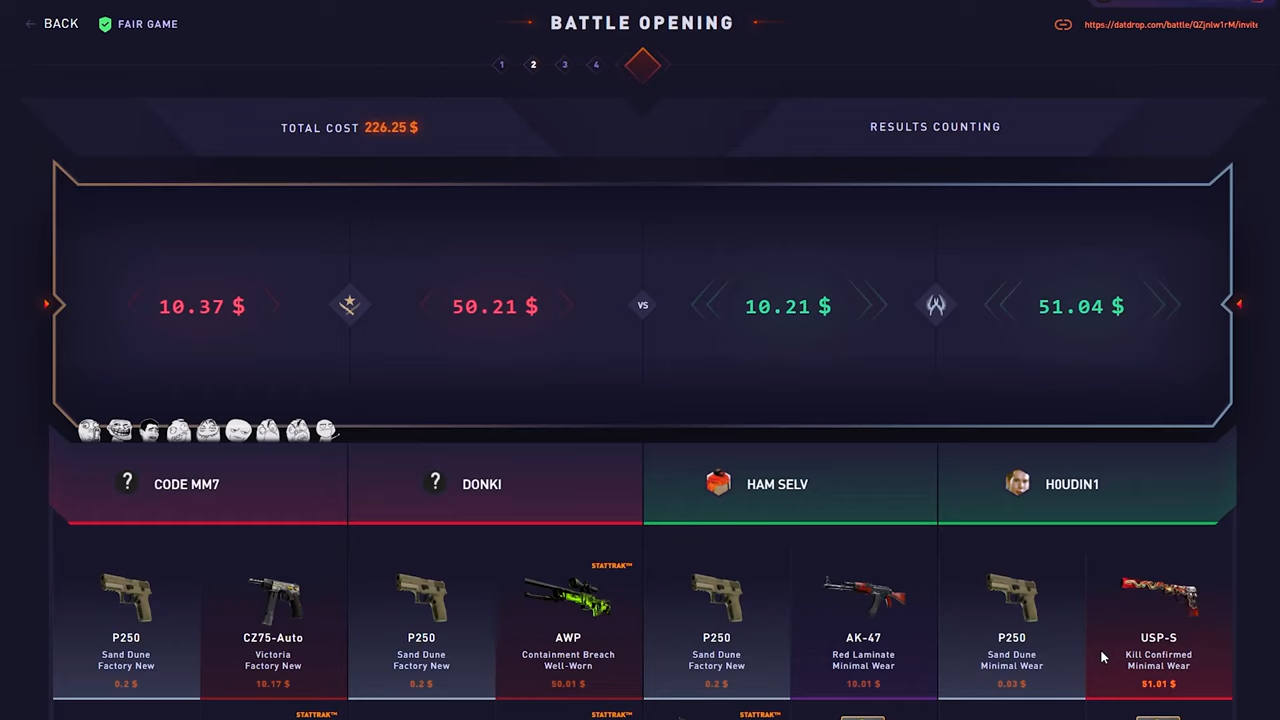 BACK
FAIR GAME
BATTLE OPENING
https://datdrop.com/battle/QZjnlw1rM/invite
1 2 3 4
TOTAL COST 226.25 $
RESULTS COUNTING
10.37 $
50.21 $
VS
10.21 $
51.04 $
? CODE MM7
? DONKI
HAM SELV
H0UDIN1
P250
Sand Dune
Factory New
0.2 $
CZ75-Auto
Victoria
Factory New
10.17 $
P250
Sand Dune
Factory New
0.2 $
STATTRAK™
AWP
Containment Breach
Well-Worn
50.01 $
P250
Sand Dune
Factory New
0.2 $
AK-47
Red Laminate
Minimal Wear
10.01 $
P250
Sand Dune
Minimal Wear
0.03 $
USP-S
Kill Confirmed
Minimal Wear
51.01 $
STATTRAK™
STATTRAK™
STATTRAK™